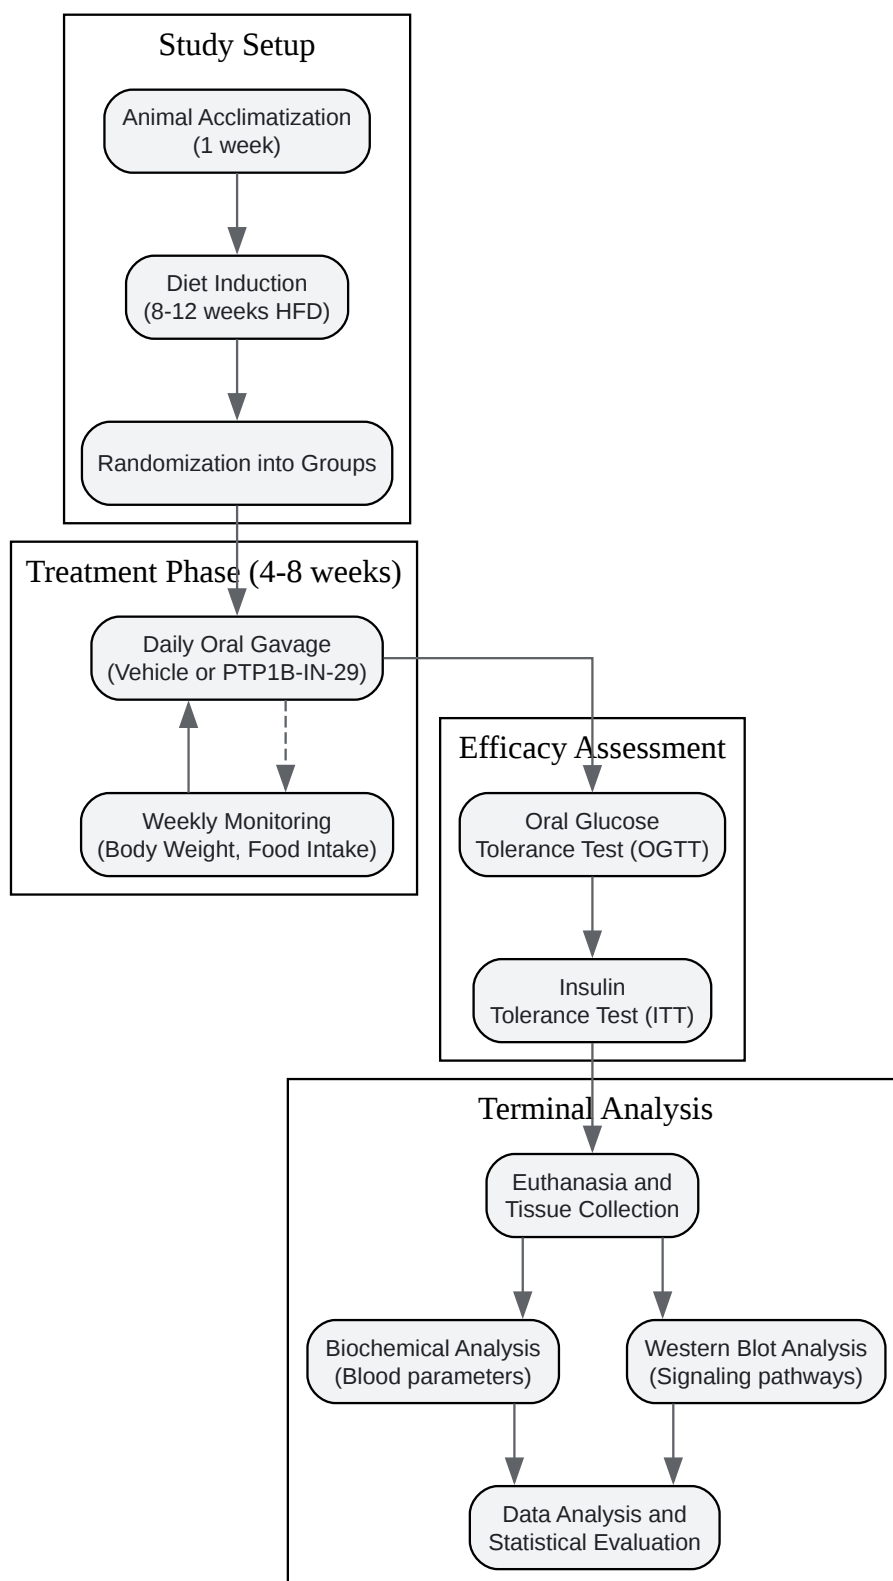 Study Setup
Animal Acclimatization
(1 week)
Diet Induction
(8-12 weeks HFD)
Randomization into Groups
Treatment Phase (4-8 weeks)
Daily Oral Gavage
(Vehicle or PTP1B-IN-29)
Weekly Monitoring
(Body Weight, Food Intake)
Efficacy Assessment
Oral Glucose
Tolerance Test (OGTT)
Insulin
Tolerance Test (ITT)
Terminal Analysis
Euthanasia and
Tissue Collection
Biochemical Analysis
(Blood parameters)
Western Blot Analysis
(Signaling pathways)
Data Analysis and
Statistical Evaluation